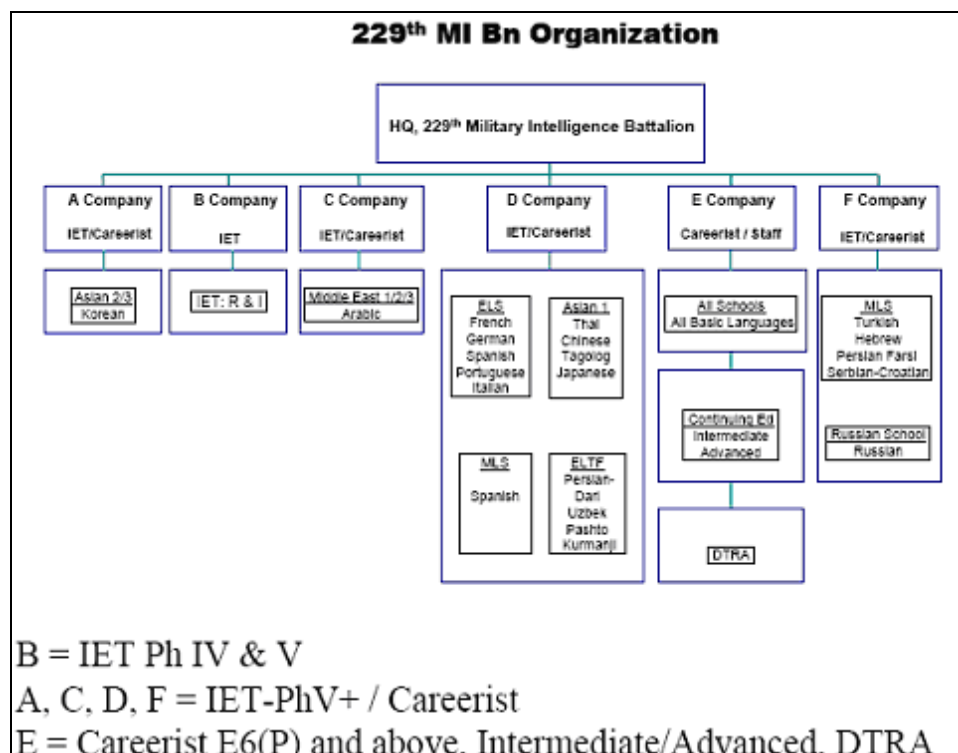 229th MI Bn Organization
HQ, 229th Military Intelligence Battalion
A Company
IET/Careerist
Asian 2/3
Korean
B Company
IET
IET: R & I
C Company
IET/Careerist
Middle East 1/2/3
Arabic
D Company
IET/Careerist
ELS
French
German
Spanish
Portuguese
Italian
Asian 1
Thai
Chinese
Tagolog
Japanese
MLS
Spanish
ELTF
Persian-
Dari
Uzbek
Pashto
Kurmanji
E Company
Careerist / Staff
All Schools
All Basic Languages
Continuing Ed
Intermediate
Advanced
DTRA
F Company
IET/Careerist
MLS
Turkish
Hebrew
Persian Farsi
Serbian-Croatian
Russian School
Russian
B = IET Ph IV & V
A, C, D, F = IET-PhV+ / Careerist
E = Careerist E6(P) and above, Intermediate/Advanced, DTRA